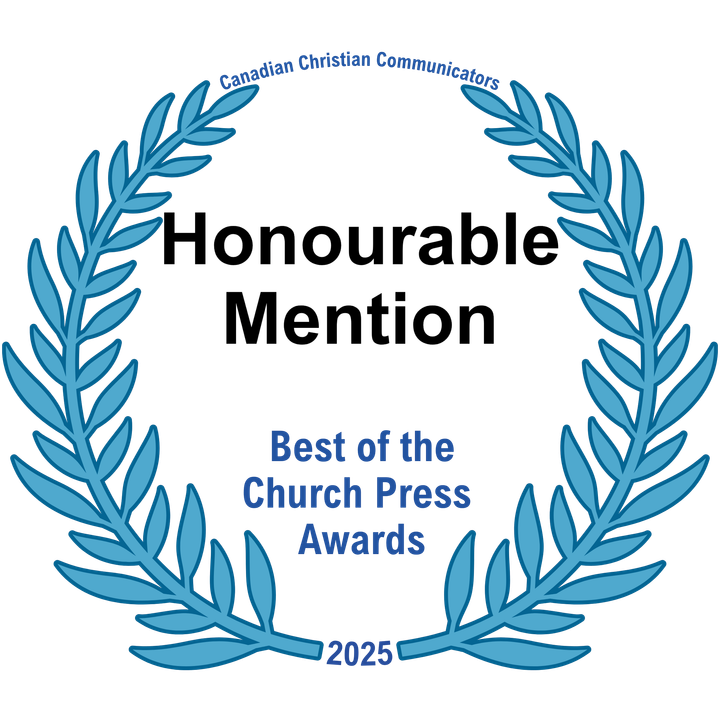 Canadian Christian Communicators
Honourable
Mention
Best of the
Church Press
Awards
2025